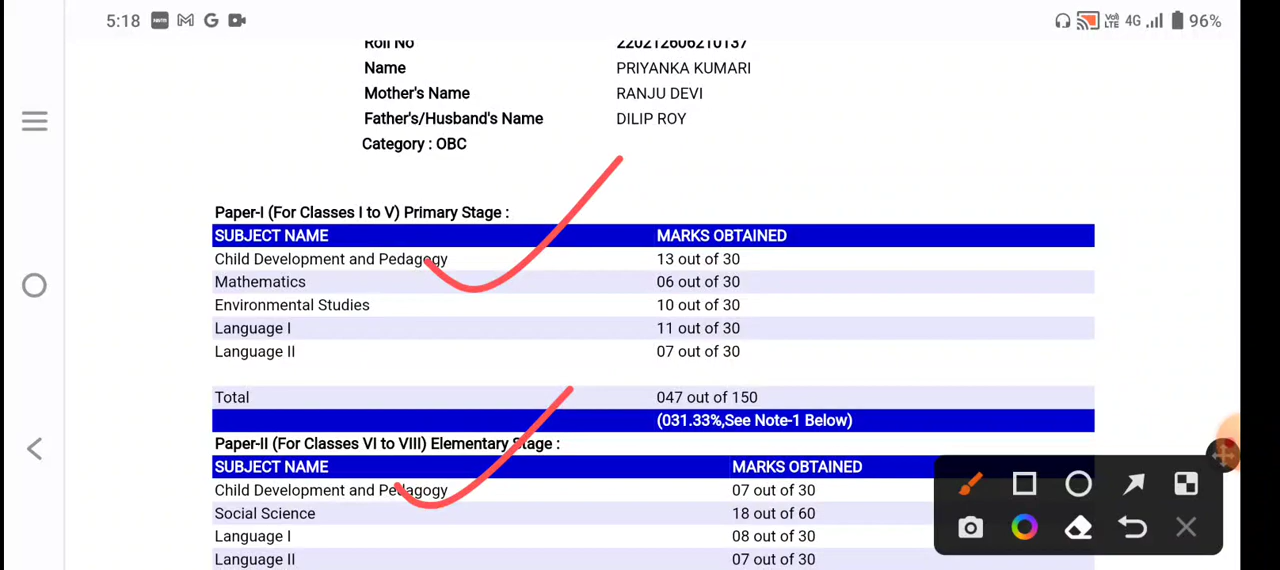 5:18 Vo) LTE 4G 96%
Roll No 220212606210137
Name PRIYANKA KUMARI
Mother's Name RANJU DEVI
Father's/Husband's Name DILIP ROY
Category : OBC
Paper-I (For Classes I to V) Primary Stage :
SUBJECT NAME MARKS OBTAINED
Child Development and Pedagogy 13 out of 30
Mathematics 06 out of 30
Environmental Studies 10 out of 30
Language I 11 out of 30
Language II 07 out of 30
Total 047 out of 150
(031.33%,See Note-1 Below)
Paper-II (For Classes VI to VIII) Elementary Stage :
SUBJECT NAME MARKS OBTAINED
Child Development and Pedagogy 07 out of 30
Social Science 18 out of 60
Language I 08 out of 30
Language II 07 out of 30